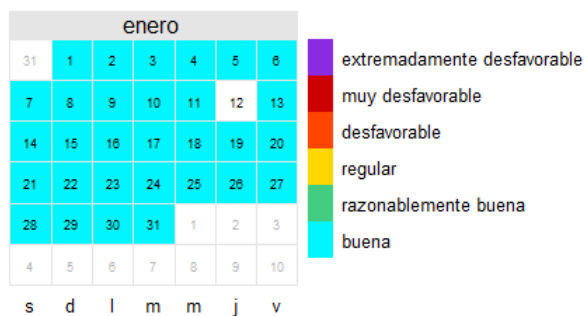 enero
31 1 2 3 4 5 6
7 8 9 10 11 12 13
14 15 16 17 18 19 20
21 22 23 24 25 26 27
28 29 30 31 1 2 3
4 5 6 7 8 9 10
s d l m m j v
extremadamente desfavorable
muy desfavorable
desfavorable
regular
razonablemente buena
buena